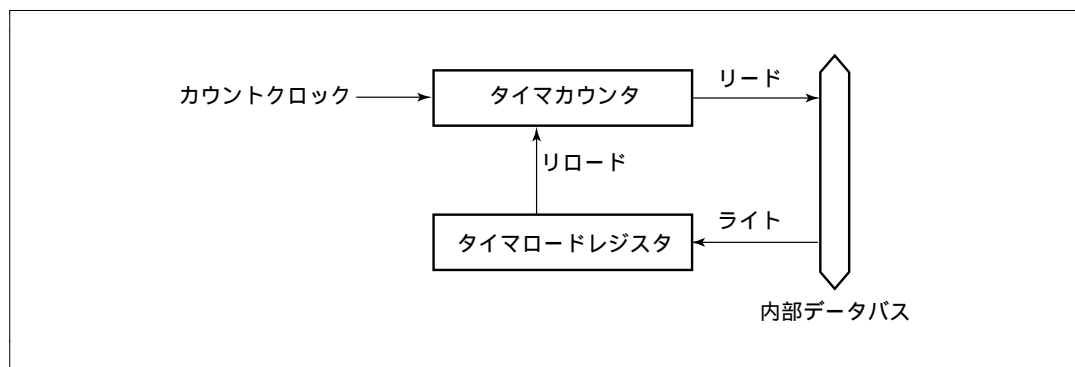 カウントクロック
タイマカウンタ
リード
リロード
タイマロードレジスタ
ライト
内部データバス